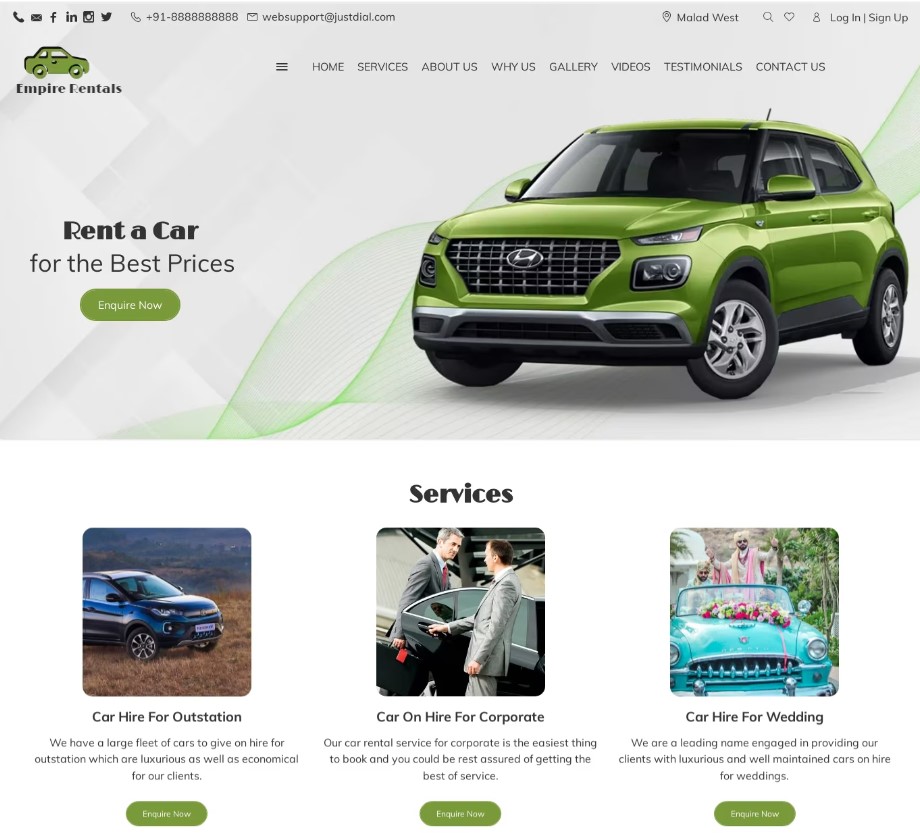 +91-8888888888 websupport@justdial.com Malad West Log In | Sign Up
Empire Rentals
HOME SERVICES ABOUT US WHY US GALLERY VIDEOS TESTIMONIALS CONTACT US
Rent a Car
for the Best Prices
Enquire Now
Services
Car Hire For Outstation
We have a large fleet of cars to give on hire for
outstation which are luxurious as well as economical
for our clients.
Enquire Now
Car On Hire For Corporate
Our car rental service for corporate is the easiest thing
to book and you could be rest assured of getting the
best of service.
Enquire Now
Car Hire For Wedding
We are a leading name engaged in providing our
clients with luxurious and well maintained cars on hire
for weddings.
Enquire Now